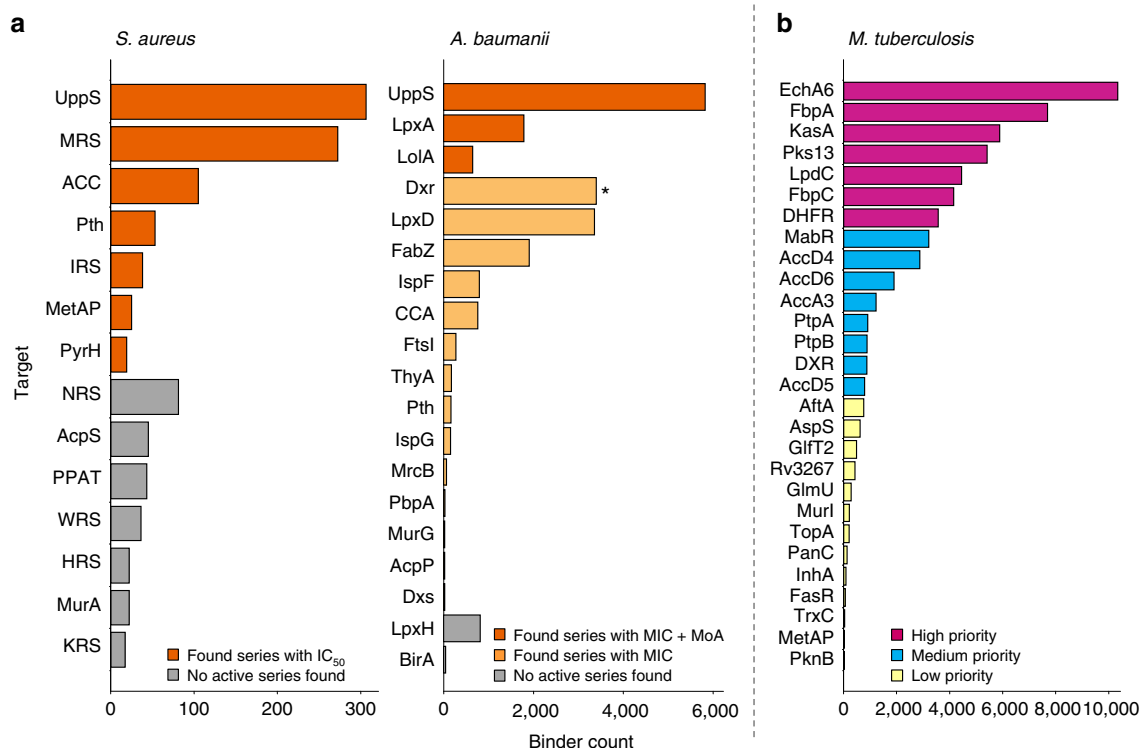 a
S. aureus
A. baumanii
b
M. tuberculosis
Target
UppS
MRS
ACC
Pth
IRS
MetAP
PyrH
NRS
AcpS
PPAT
WRS
HRS
MurA
KRS
Found series with IC50
No active series found
0
100
200
300
UppS
LpxA
LolA
Dxr
*
LpxD
FabZ
IspF
CCA
FtsI
ThyA
Pth
IspG
MrcB
PbpA
MurG
AcpP
Dxs
LpxH
BirA
Found series with MIC + MoA
Found series with MIC
No active series found
0
2,000
4,000
6,000
Binder count
EchA6
FbpA
KasA
Pks13
LpdC
FbpC
DHFR
MabR
AccD4
AccD6
AccA3
PtpA
PtpB
DXR
AccD5
AftA
AspS
GlfT2
Rv3267
GlmU
MurI
TopA
PanC
InhA
FasR
TrxC
MetAP
PknB
High priority
Medium priority
Low priority
0
2,000
4,000
6,000
8,000
10,000